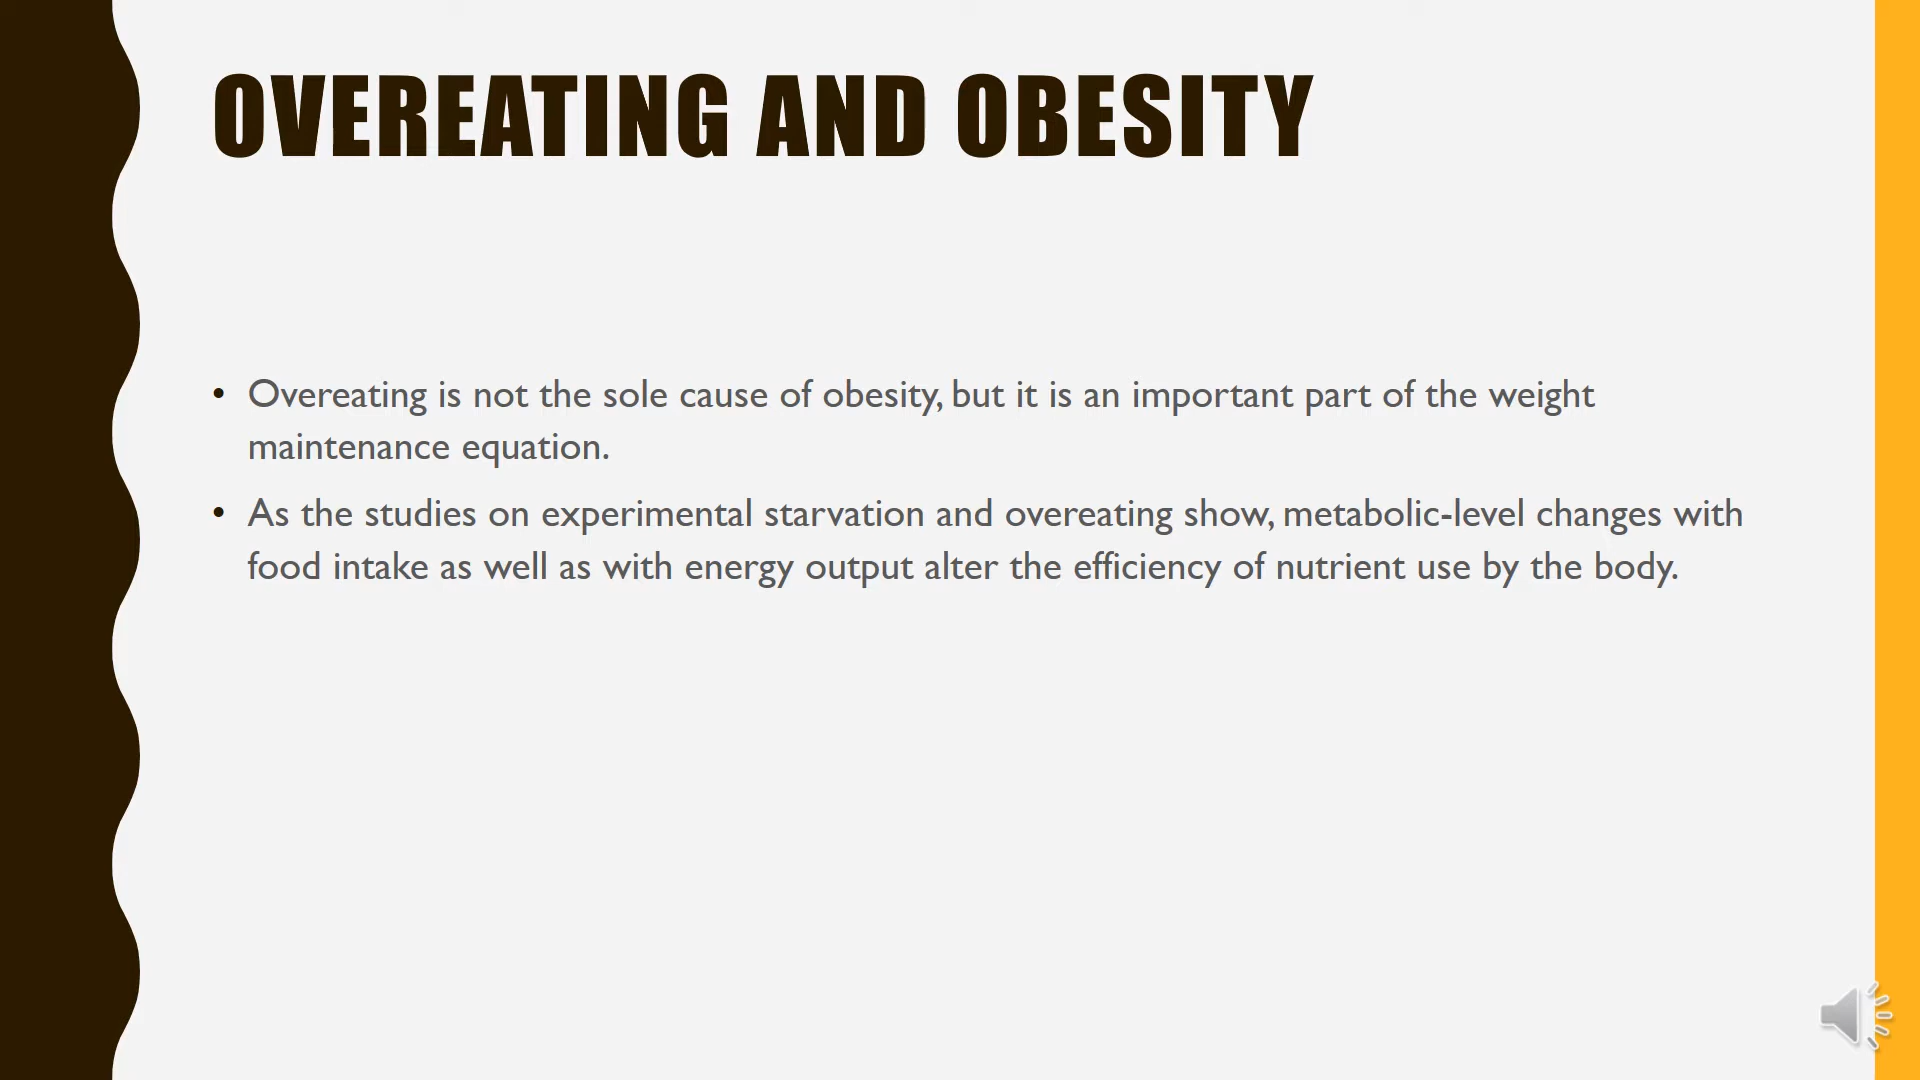 OVEREATING AND OBESITY
• Overeating is not the sole cause of obesity, but it is an important part of the weight
maintenance equation.
• As the studies on experimental starvation and overeating show, metabolic-level changes with
food intake as well as with energy output alter the efficiency of nutrient use by the body.